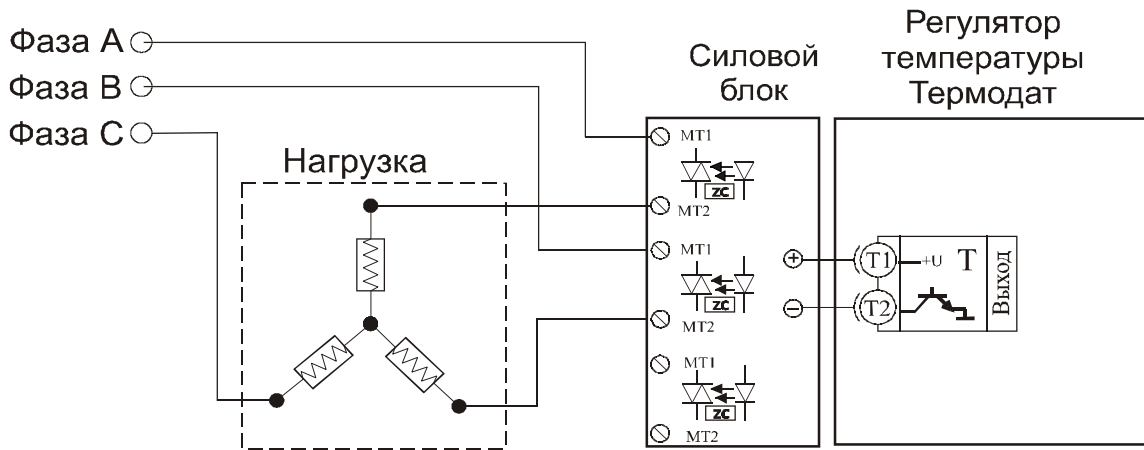 Фаза A
Фаза B
Фаза C
Нагрузка
Силовой
блок
Регулятор
температуры
Термодат
MT1
ZC
MT2
MT1
ZC
MT2
MT1
ZC
MT2
+
−
T1
+U
T
T2
Выход